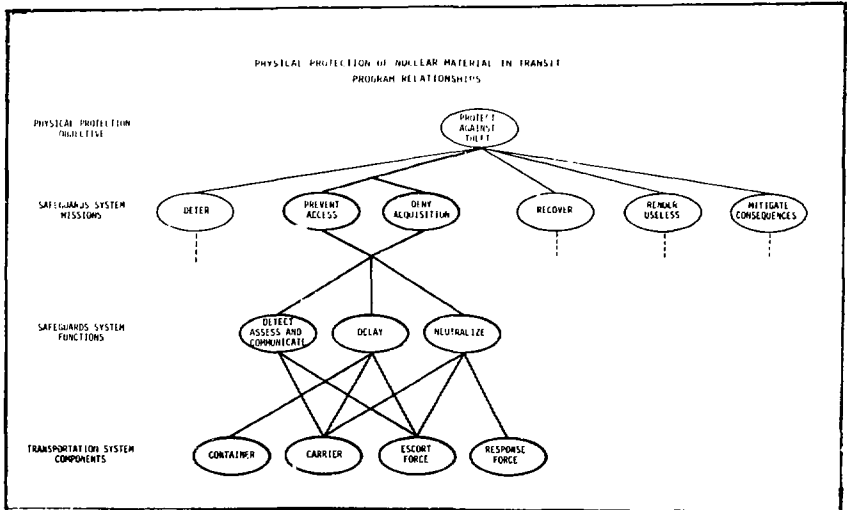 PHYSICAL PROTECTION OF NUCLEAR MATERIAL IN TRANSIT
PROGRAM RELATIONSHIPS
PHYSICAL PROTECTION
OBJECTIVE
PROTECT
AGAINST
THEFT
SAFEGUARDS SYSTEM
MISSIONS
DETER
PREVENT
ACCESS
DENY
ACQUISITION
RECOVER
RENDER
USELESS
MITIGATE
CONSEQUENCES
SAFEGUARDS SYSTEM
FUNCTIONS
DETECT
ASSESS AND
COMMUNICATE
DELAY
NEUTRALIZE
TRANSPORTATION SYSTEM
COMPONENTS
CONTAINER
CARRIER
ESCORT
FORCE
RESPONSE
FORCE